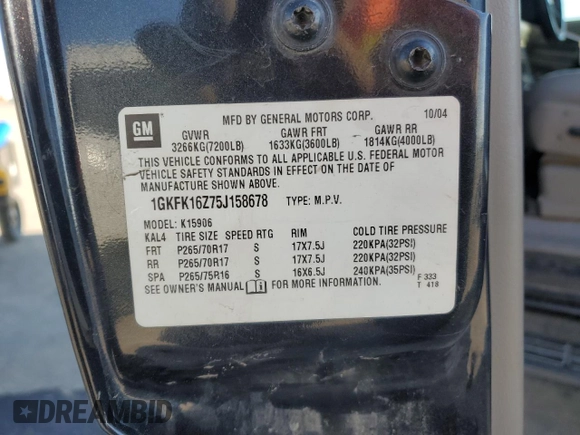 GM
MFD BY GENERAL MOTORS CORP. 10/04
GVWR GAWR FRT GAWR RR
3266KG(7200LB) 1633KG(3600LB) 1814KG(4000LB)
THIS VEHICLE CONFORMS TO ALL APPLICABLE U.S. FEDERAL MOTOR
VEHICLE SAFETY STANDARDS IN EFFECT ON THE DATE OF
MANUFACTURE SHOWN ABOVE.
1GKFK16Z75J158678 TYPE: M.P.V.
MODEL: K15906
KAL4 TIRE SIZE SPEED RTG RIM COLD TIRE PRESSURE
FRT P265/70R17 S 17X7.5J 220KPA(32PSI)
RR P265/70R17 S 17X7.5J 220KPA(32PSI)
SPA P265/75R16 S 16X6.5J 240KPA(35PSI)
SEE OWNER'S MANUAL FOR MORE INFORMATION.
F 333
T 418
DREAMBID